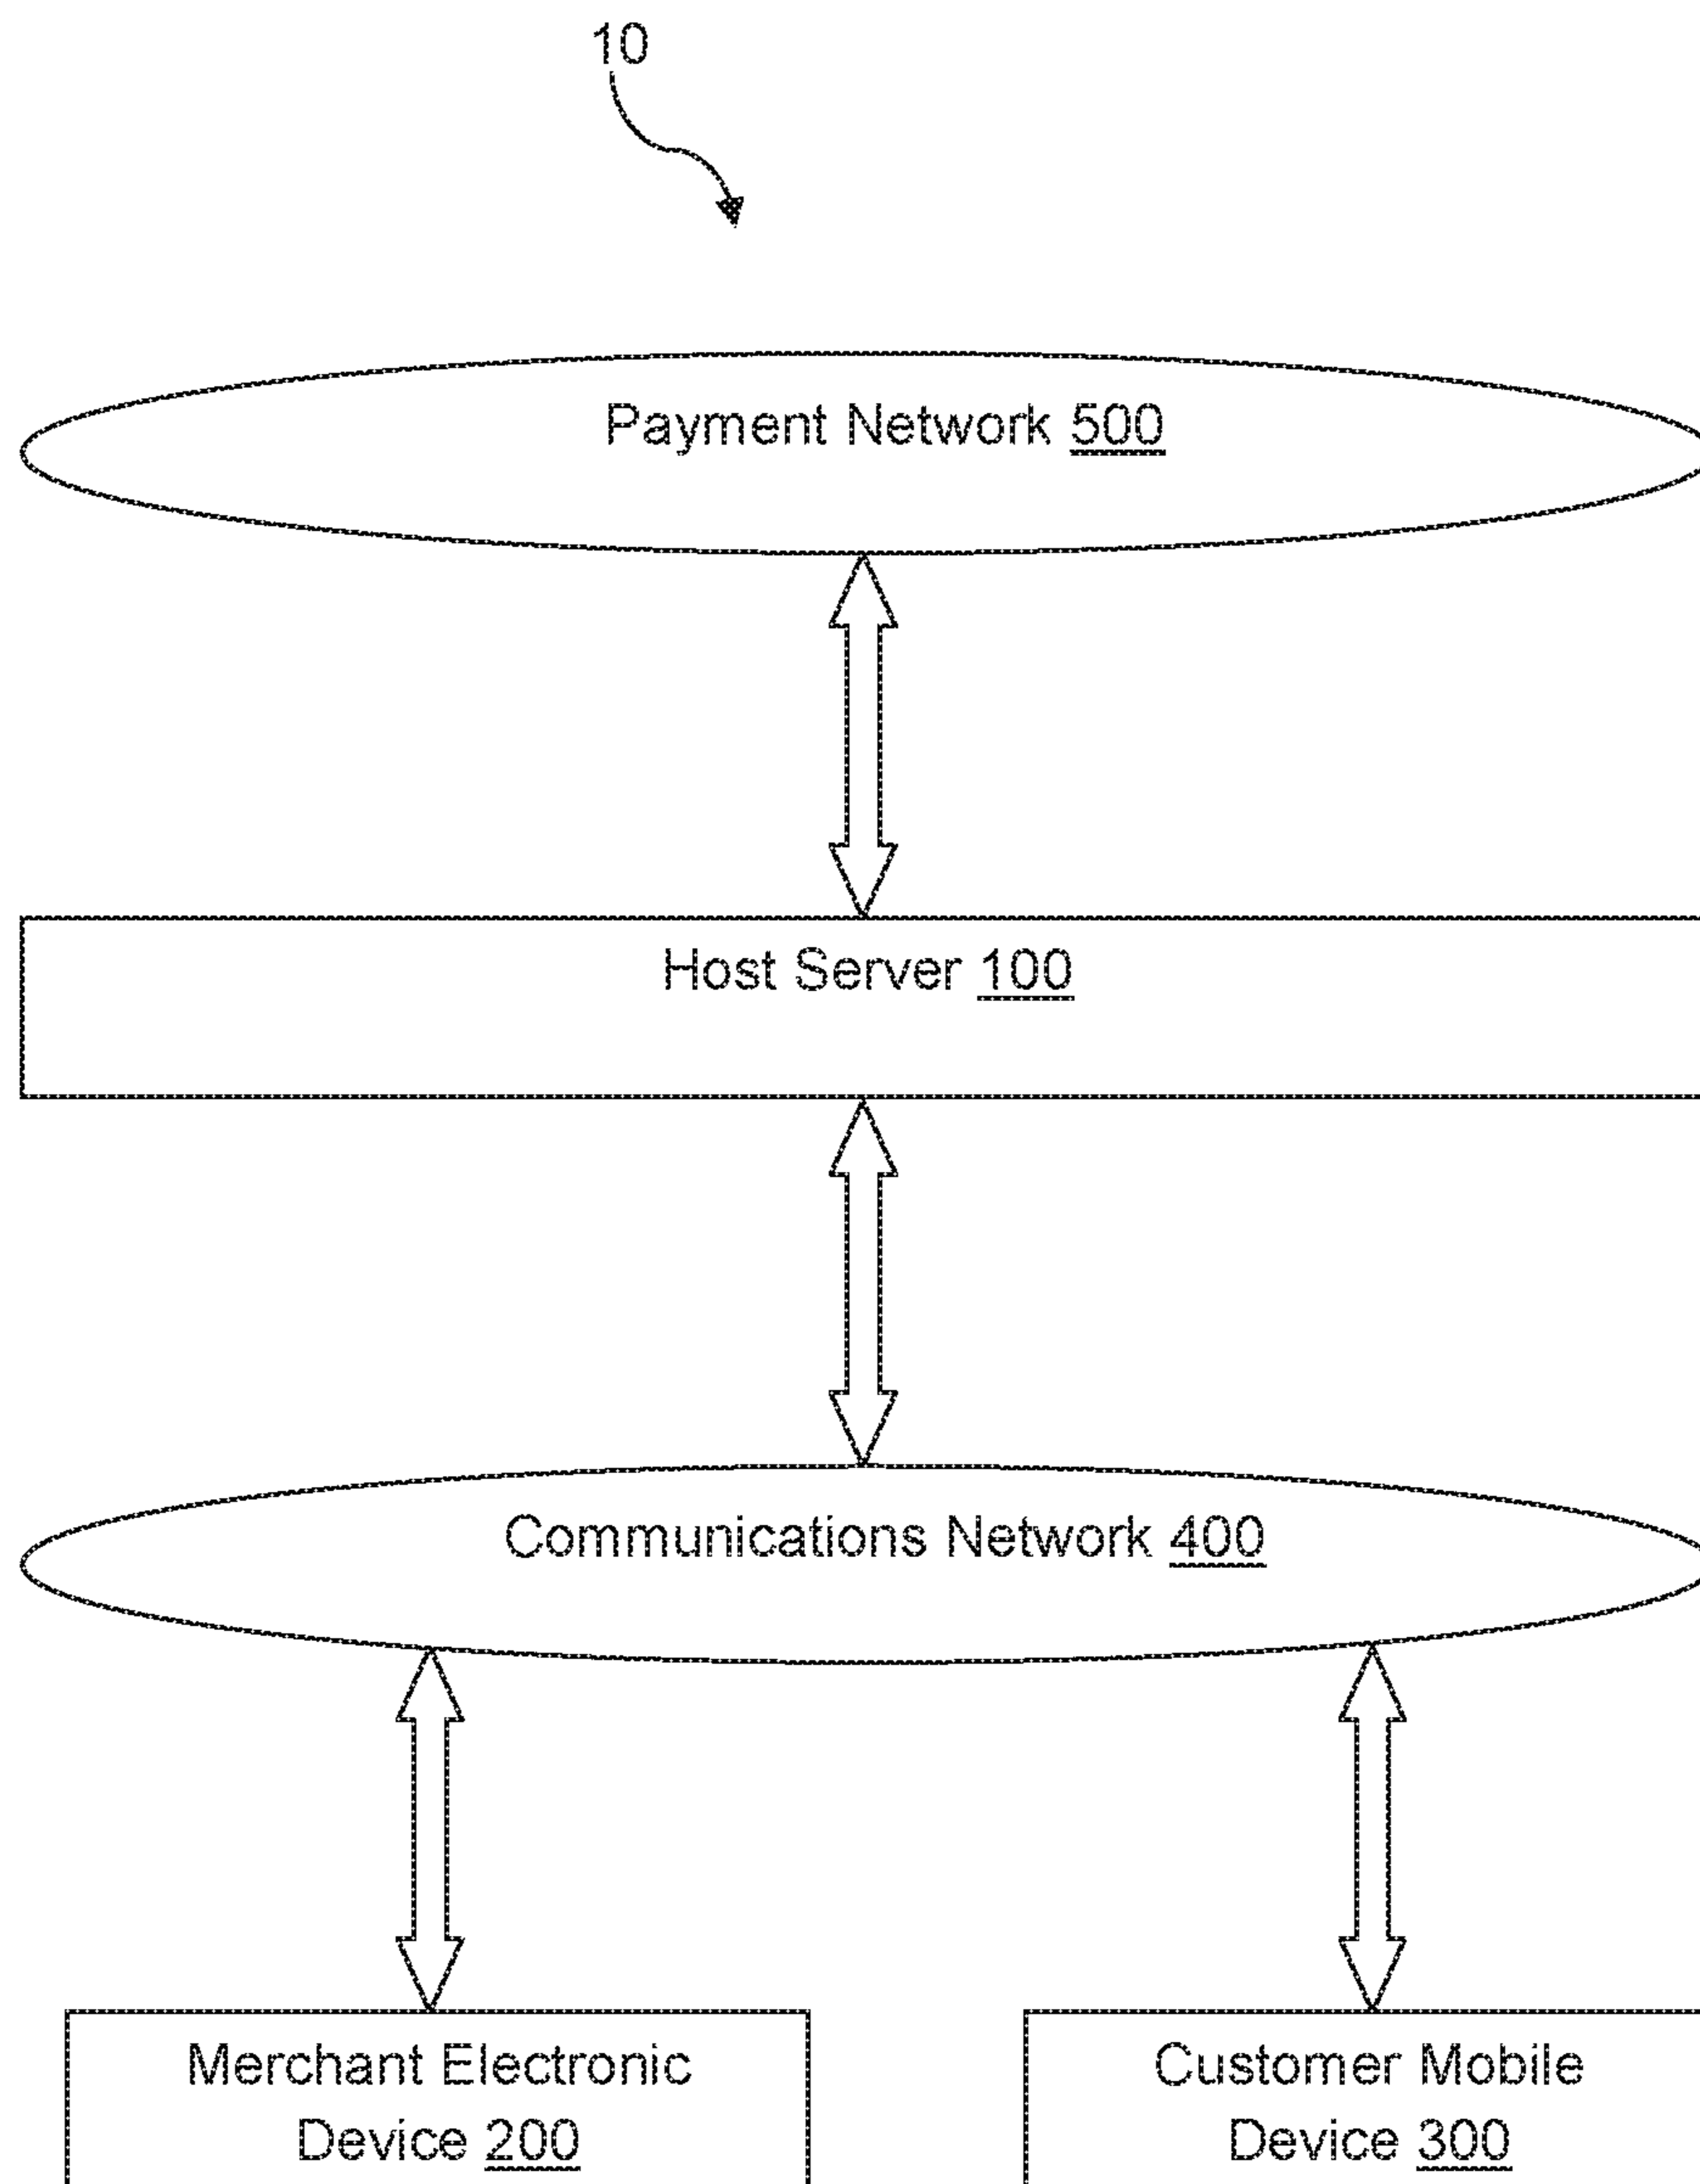 10
Payment Network 500
Host Server 100
Communications Network 400
Merchant Electronic
Device 200
Customer Mobile
Device 300